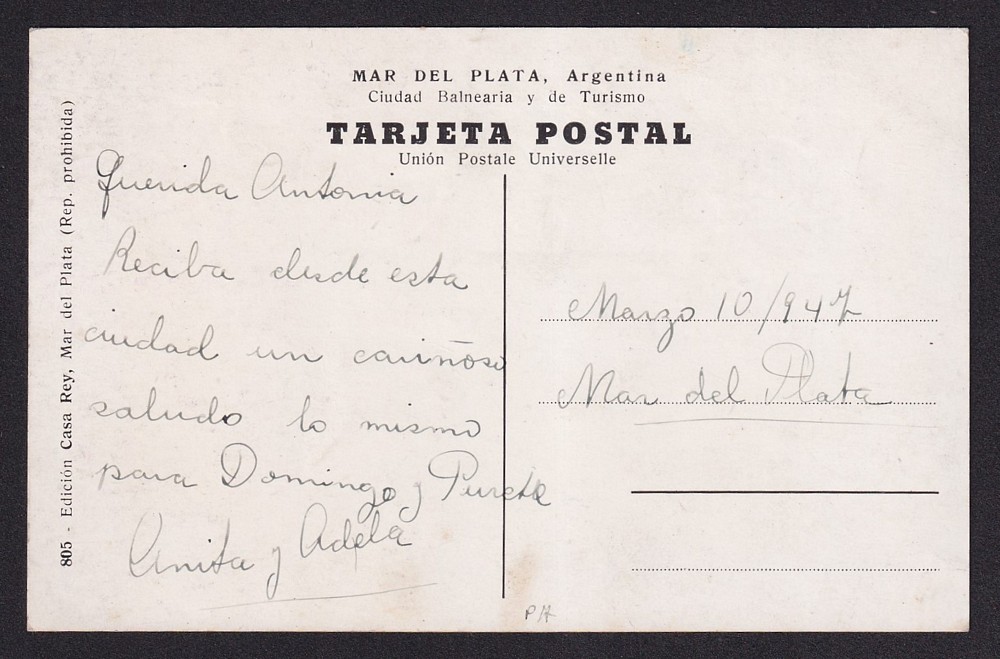 MAR DEL PLATA, Argentina
Ciudad Balnearia y de Turismo
TARJETA POSTAL
Unión Postale Universelle
805 - Edición Casa Rey, Mar del Plata (Rep. prohibida)
Querida Antonia
Reciba desde esta
ciudad un cariñoso
saludo lo mismo
para Domingo y
Anita y Adela
Marzo 10/947
Mar del Plata
PH